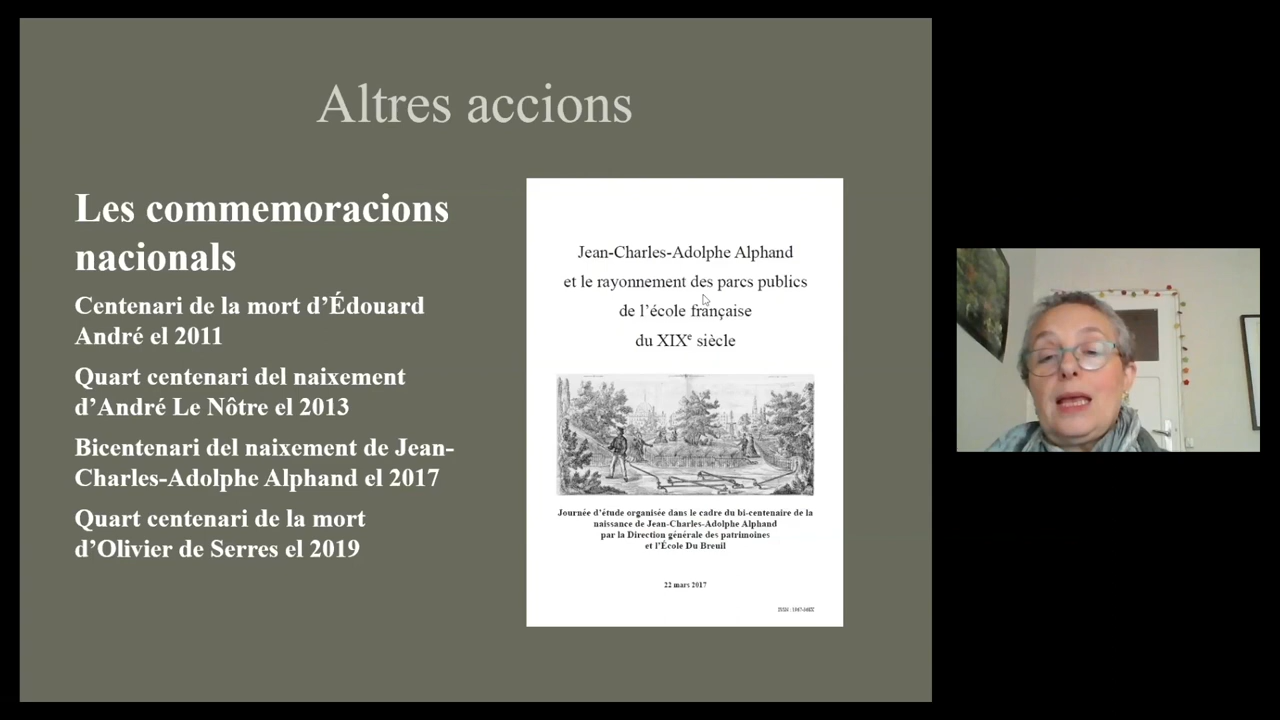 Altres accions
Les commemoracions
nacionals
Centenari de la mort d’Édouard
André el 2011
Quart centenari del naixement
d’André Le Nôtre el 2013
Bicentenari del naixement de Jean-
Charles-Adolphe Alphand el 2017
Quart centenari de la mort
d’Olivier de Serres el 2019
Jean-Charles-Adolphe Alphand
et le rayonnement des parcs publics
de l’école française
du XIXe siècle
Journée d’étude organisée dans le cadre du bi-centenaire de la
naissance de Jean-Charles-Adolphe Alphand
par la Direction générale des patrimoines
et l’École Du Breuil
22 mars 2017